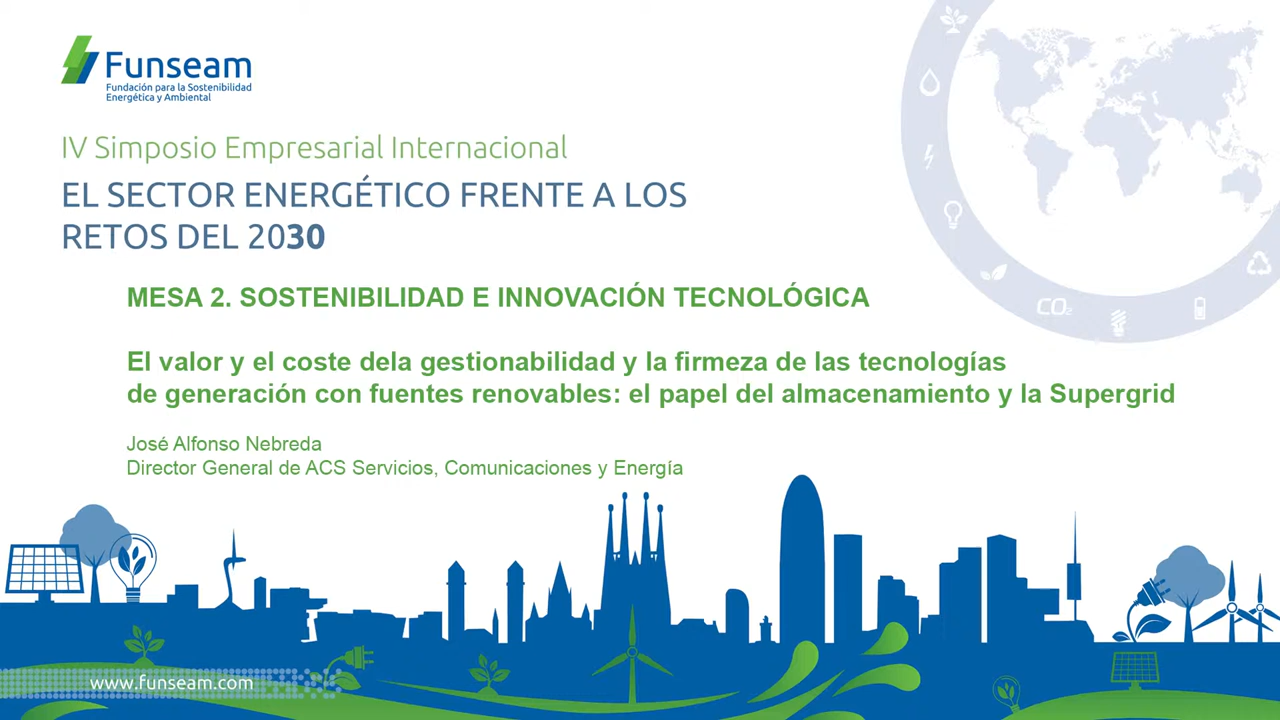 Funseam
Fundación para la Sostenibilidad
Energética y Ambiental
IV Simposio Empresarial Internacional
EL SECTOR ENERGÉTICO FRENTE A LOS
RETOS DEL 2030
MESA 2. SOSTENIBILIDAD E INNOVACIÓN TECNOLÓGICA
El valor y el coste dela gestionabilidad y la firmeza de las tecnologías
de generación con fuentes renovables: el papel del almacenamiento y la Supergrid
José Alfonso Nebreda
Director General de ACS Servicios, Comunicaciones y Energía
CO₂
www.funseam.com